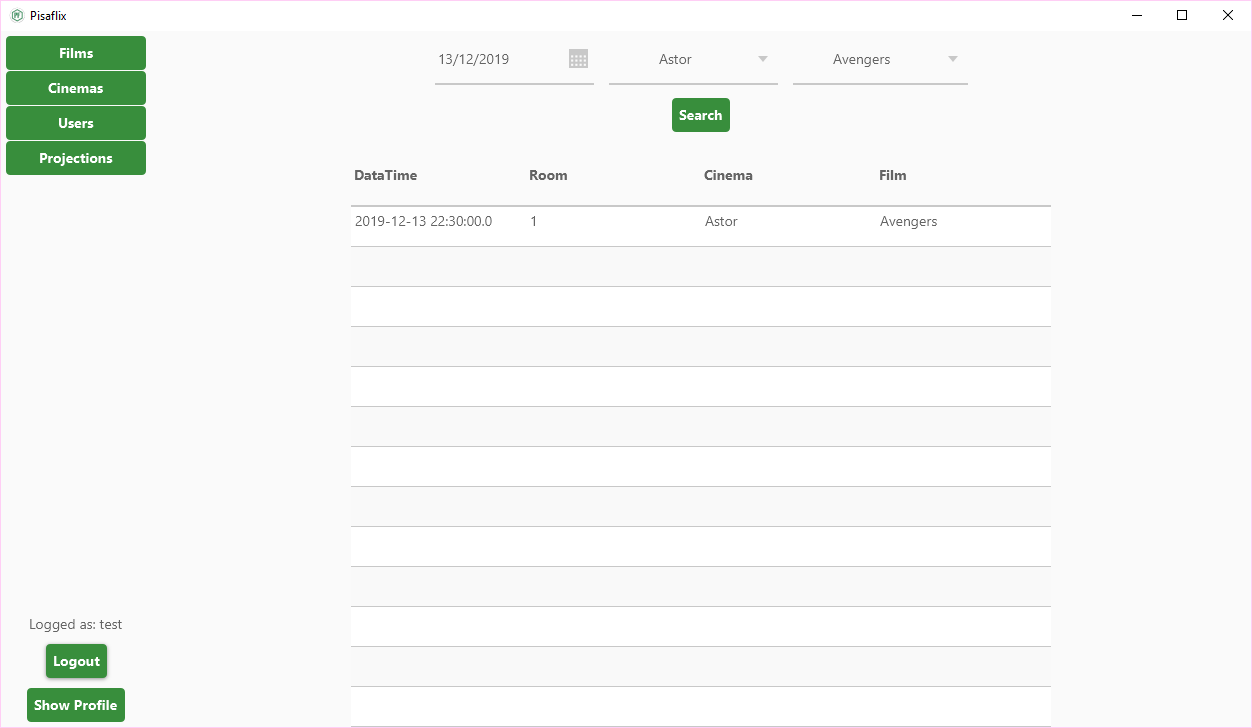 Pisaflix
Films
Cinemas
Users
Projections
13/12/2019 Astor Avengers
Search
DataTime Room Cinema Film
2019-12-13 22:30:00.0 1 Astor Avengers
Logged as: test
Logout
Show Profile